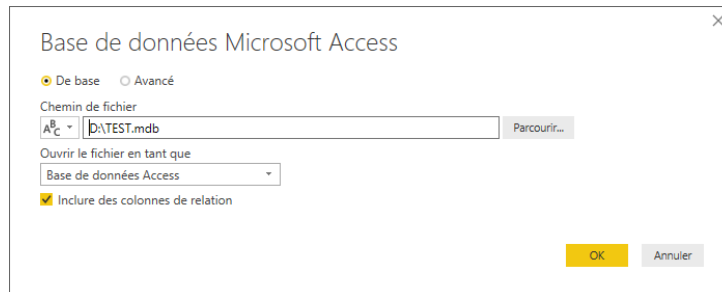 Base de données Microsoft Access
De base Avancé
Chemin de fichier
ABC D:\TEST.mdb Parcourir...
Ouvrir le fichier en tant que
Base de données Access
Inclure des colonnes de relation
OK Annuler